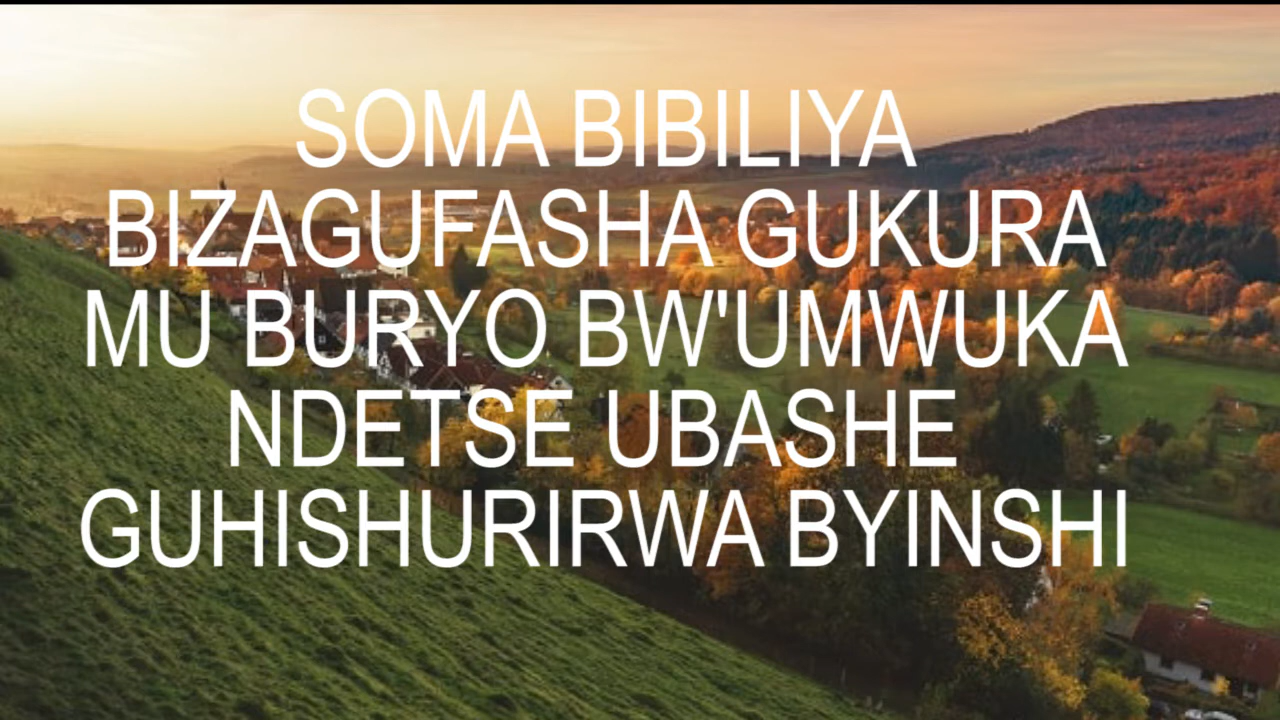 SOMA BIBILIYA
BIZAGUFASHA GUKURA
MU BURYO BW'UMWUKA
NDETSE UBASHE
GUHISHURIRWA BYINSHI